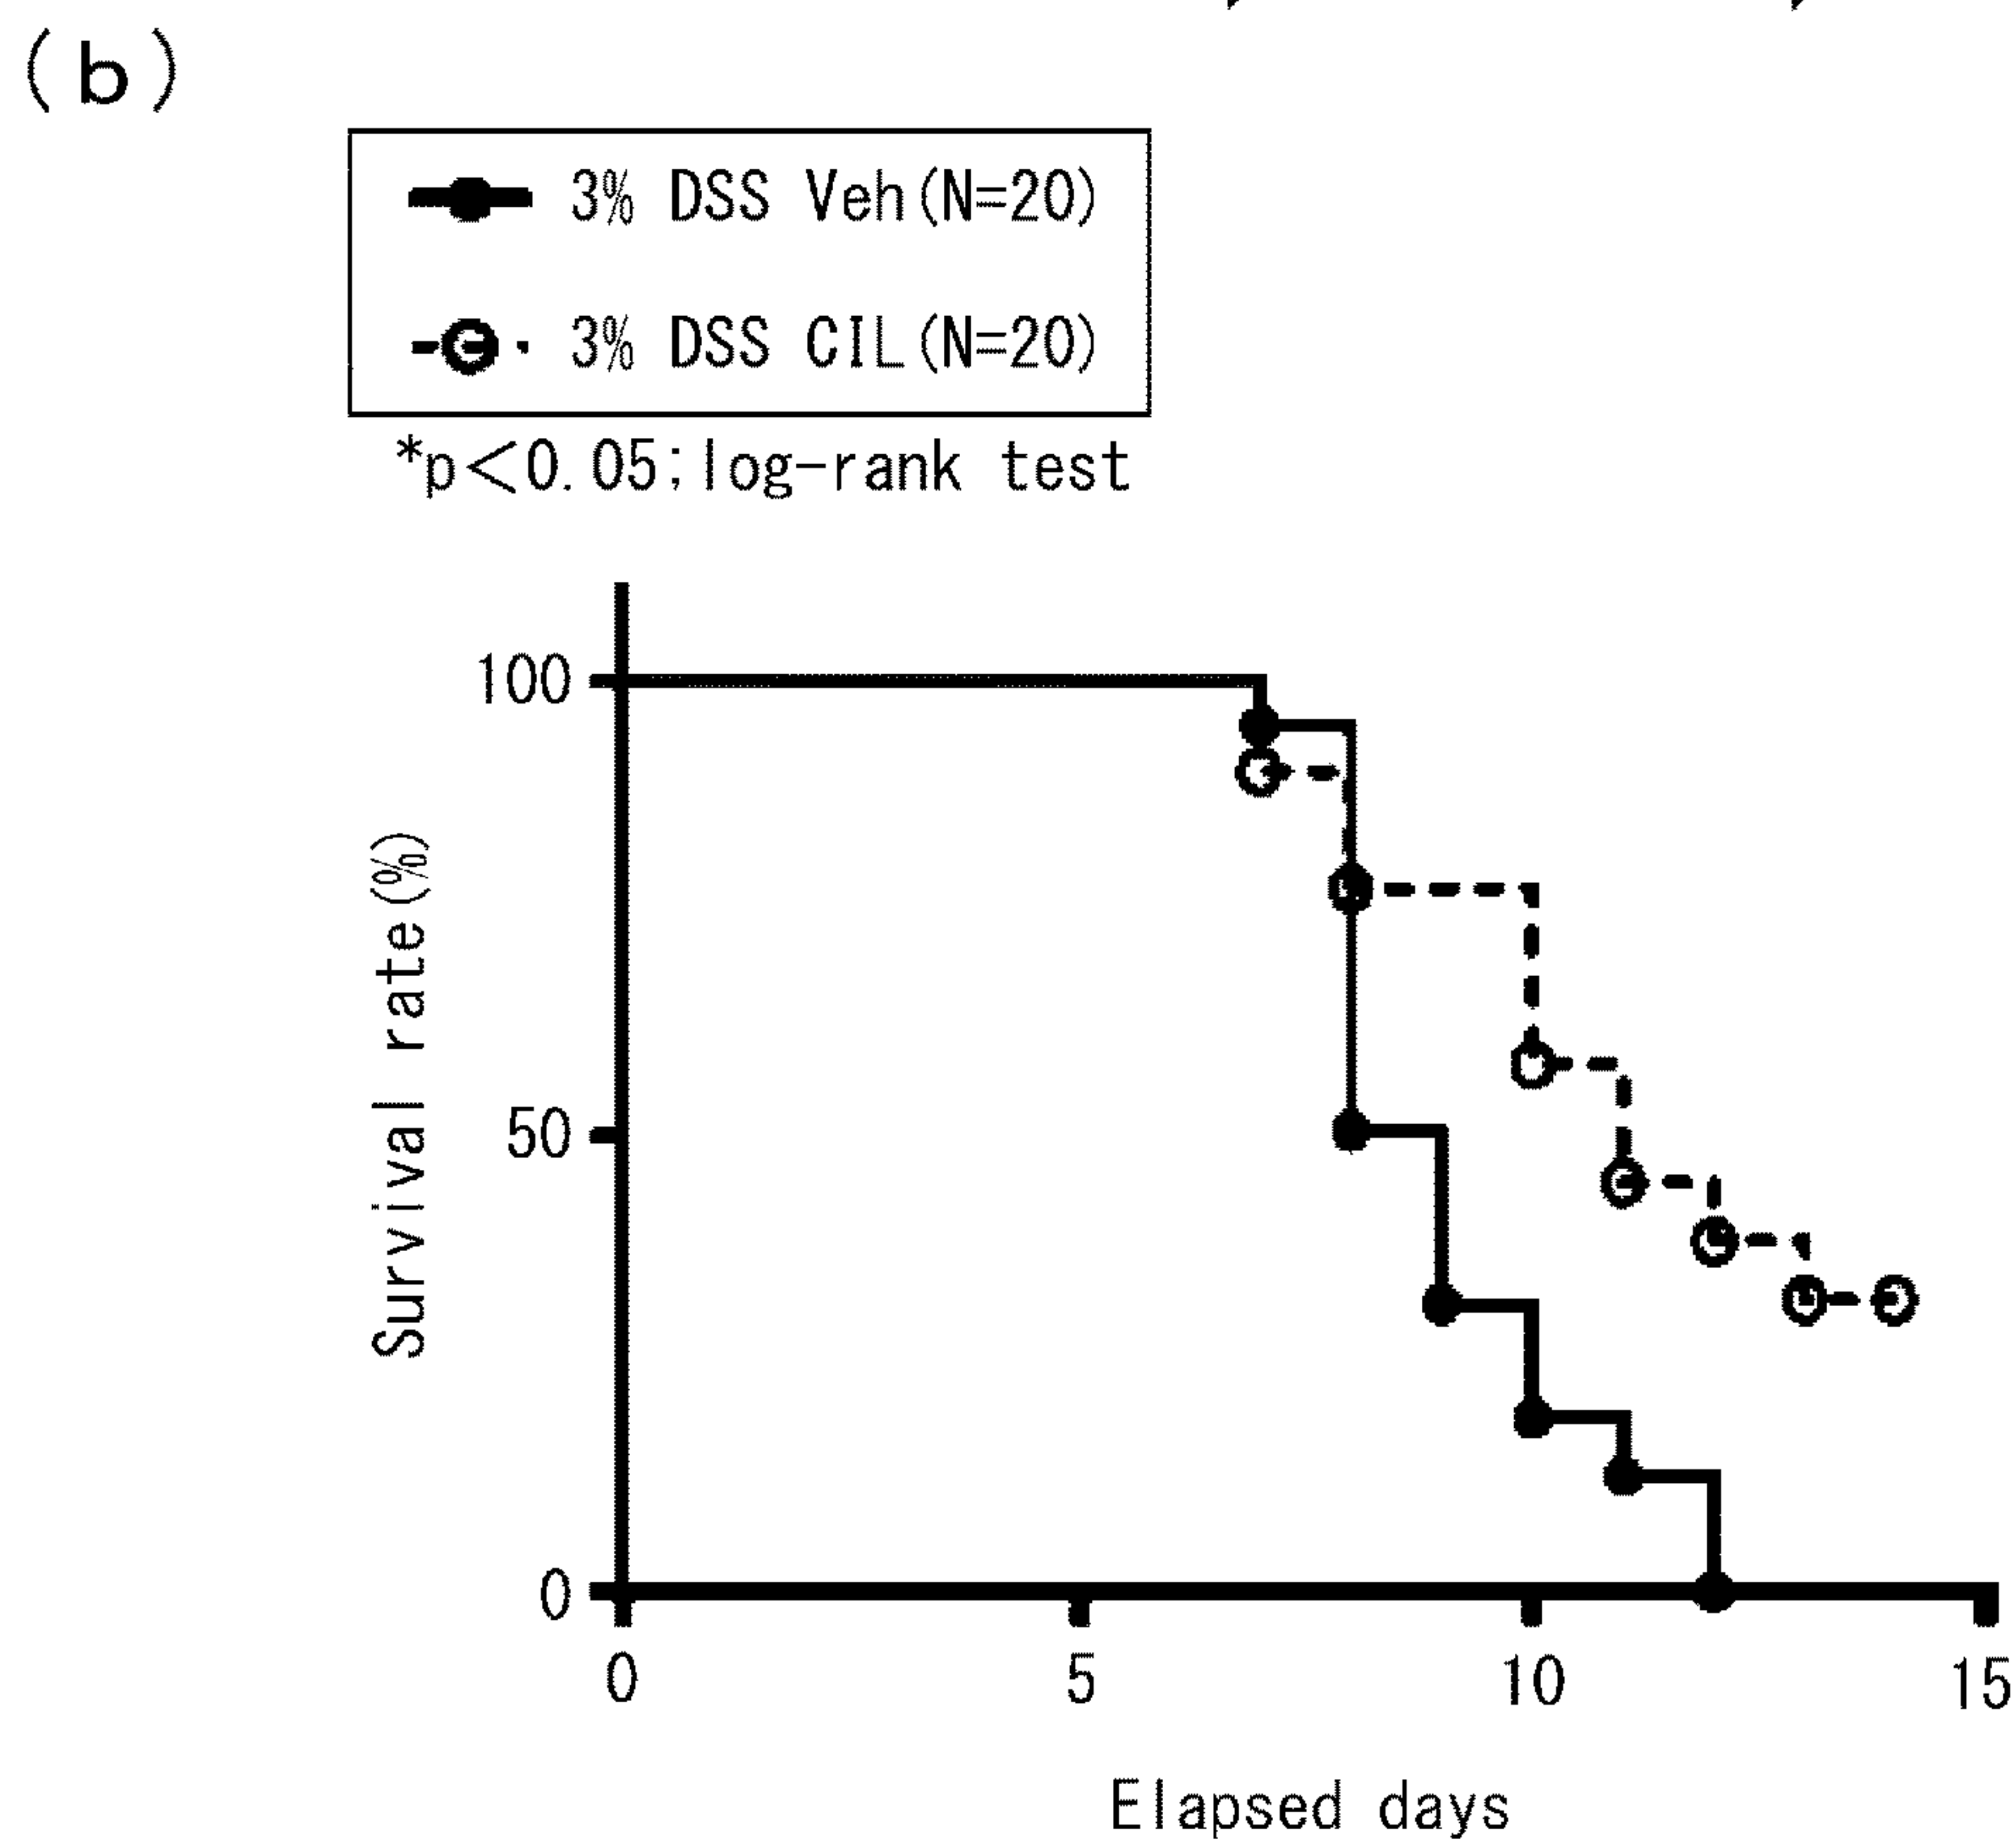 (b)
3% DSS Veh(N=20)
3% DSS CIL(N=20)
*p<0.05;log-rank test
100
50
0
Survival rate(%)
0
5
10
15
Elapsed days